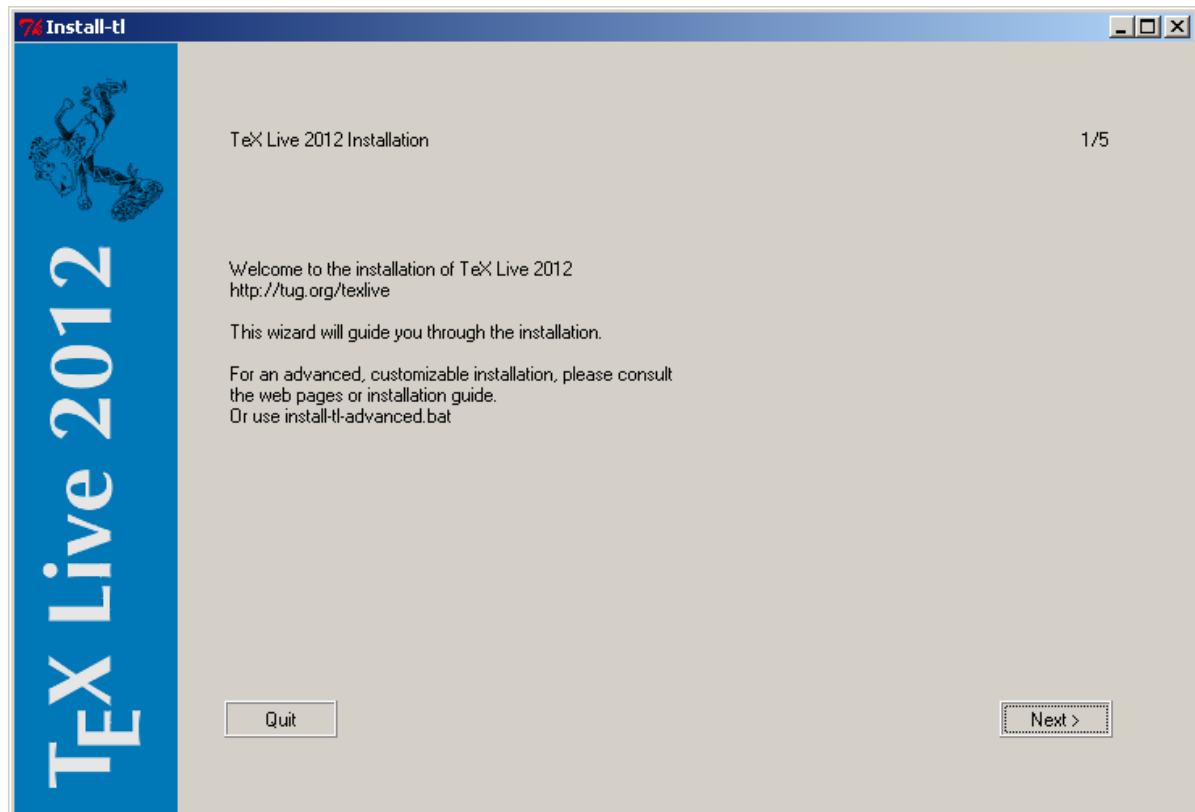 Install-tl
TeX Live 2012
TeX Live 2012 Installation
1/5
Welcome to the installation of TeX Live 2012
http://tug.org/texlive
This wizard will guide you through the installation.
For an advanced, customizable installation, please consult
the web pages or installation guide.
Or use install-tl-advanced.bat
Quit
Next >